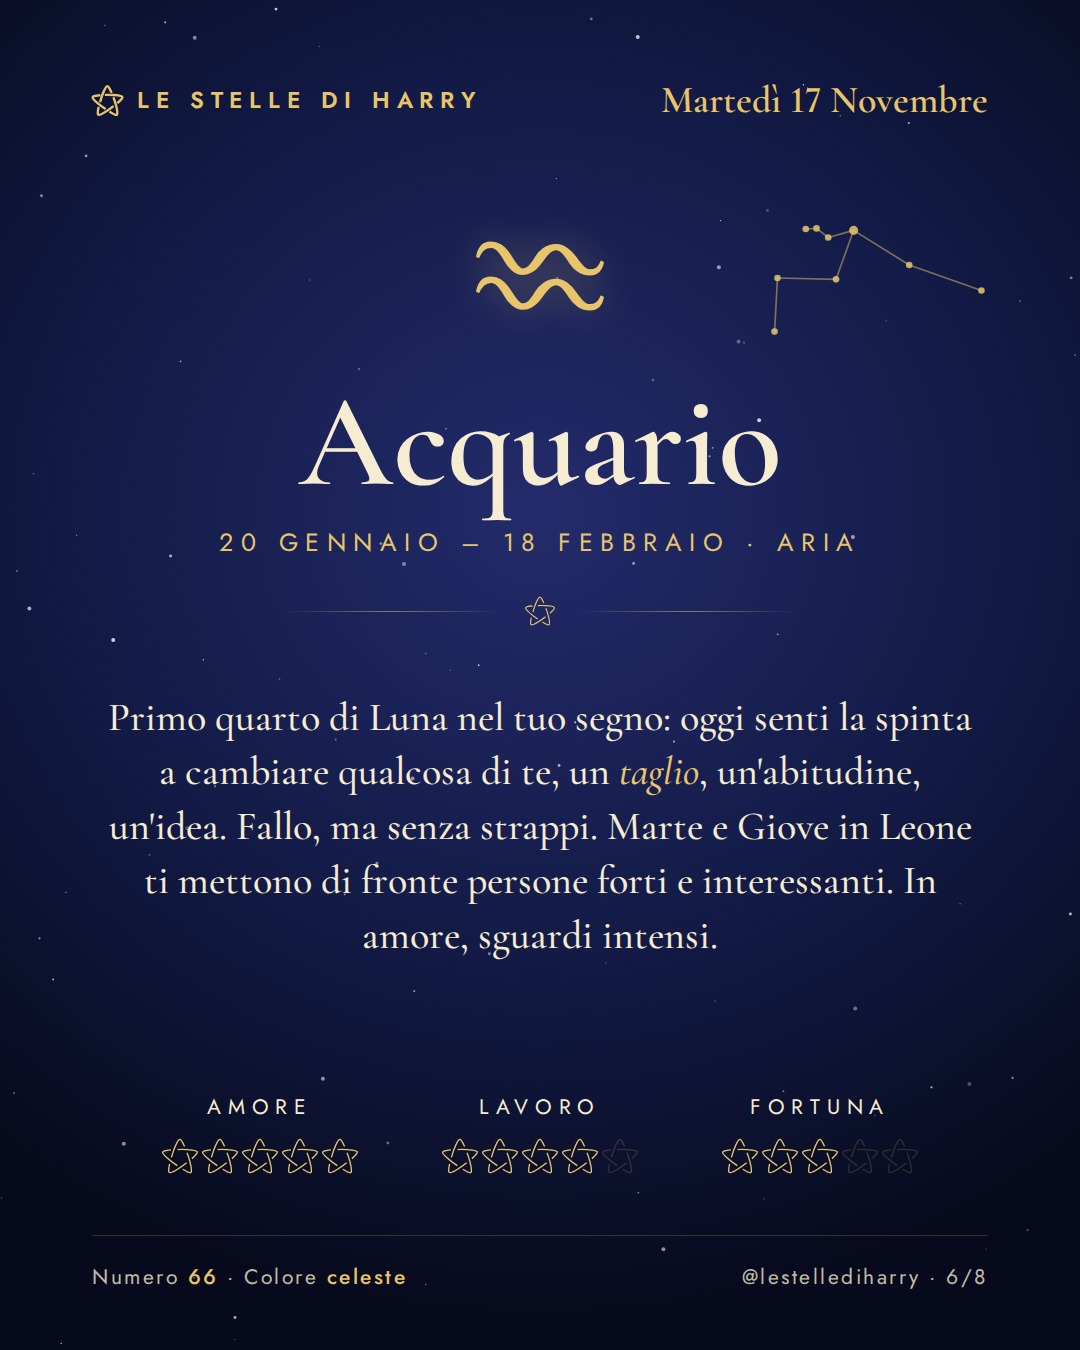 LE STELLE DI HARRY
Martedì 17 Novembre
Acquario
20 GENNAIO – 18 FEBBRAIO · ARIA
Primo quarto di Luna nel tuo segno: oggi senti la spinta
a cambiare qualcosa di te, un taglio, un'abitudine,
un'idea. Fallo, ma senza strappi. Marte e Giove in Leone
ti mettono di fronte persone forti e interessanti. In
amore, sguardi intensi.
AMORE
LAVORO
FORTUNA
Numero 66 · Colore celeste
@lestellediharry · 6/8